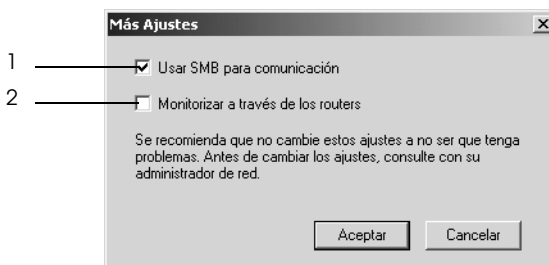 Más Ajustes
1
Usar SMB para comunicación
2
Monitorizar a través de los routers
Se recomienda que no cambie estos ajustes a no ser que tenga
problemas. Antes de cambiar los ajustes, consulte con su
administrador de red.
Aceptar
Cancelar